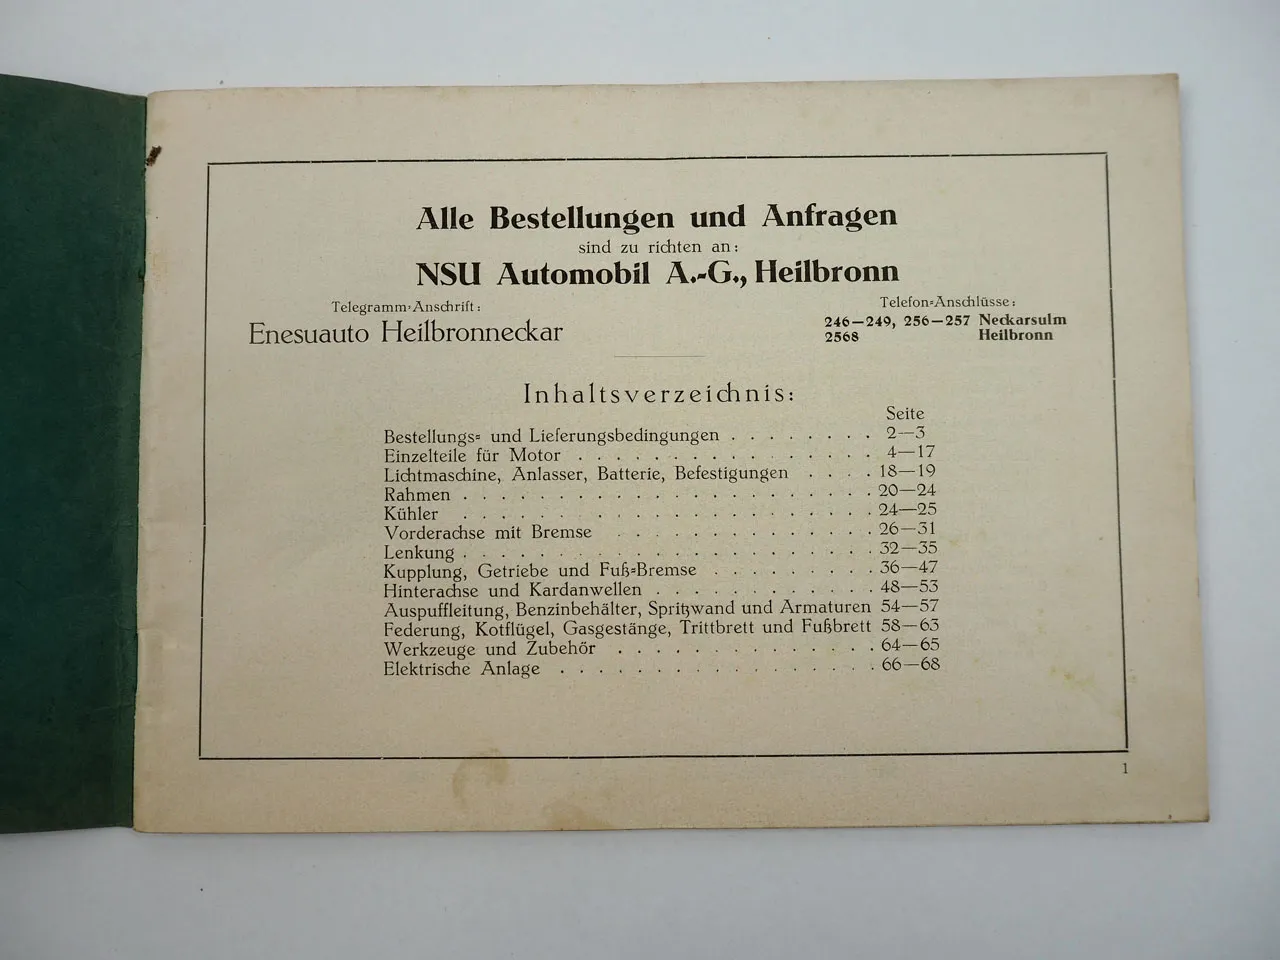 Alle Bestellungen und Anfragen
sind zu richten an:
NSU Automobil A.-G., Heilbronn
Telegramm-Anschrift:
Enesuauto Heilbronneckar
Telefon-Anschlüsse:
246—249, 256—257 Neckarsulm
2568 Heilbronn
Inhaltsverzeichnis:
Seite
Bestellungs- und Lieferungsbedingungen . . . . . . . . 2—3
Einzelteile für Motor . . . . . . . . . . . . . . . . 4—17
Lichtmaschine, Anlasser, Batterie, Befestigungen . . . . 18—19
Rahmen . . . . . . . . . . . . . . . . . . . . . . 20—24
Kühler . . . . . . . . . . . . . . . . . . . . . . 24—25
Vorderachse mit Bremse . . . . . . . . . . . . . . 26—31
Lenkung . . . . . . . . . . . . . . . . . . . . . . 32—35
Kupplung, Getriebe und Fuß-Bremse . . . . . . . . . 36—47
Hinterachse und Kardanwellen . . . . . . . . . . . . 48—53
Auspuffleitung, Benzinbehälter, Spritzwand und Armaturen 54—57
Federung, Kotflügel, Gasgestänge, Trittbrett und Fußbrett 58—63
Werkzeuge und Zubehör . . . . . . . . . . . . . . 64—65
Elektrische Anlage . . . . . . . . . . . . . . . . . 66—68
1